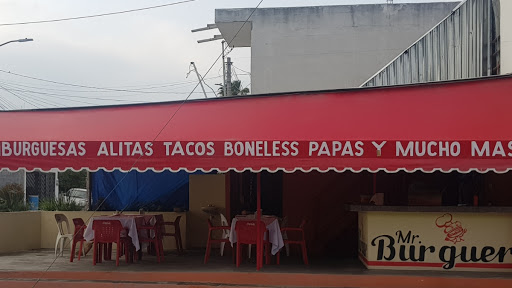 BURGUESAS ALITAS TACOS BONELESS PAPAS Y MUCHO MAS
Mr.
Burguer